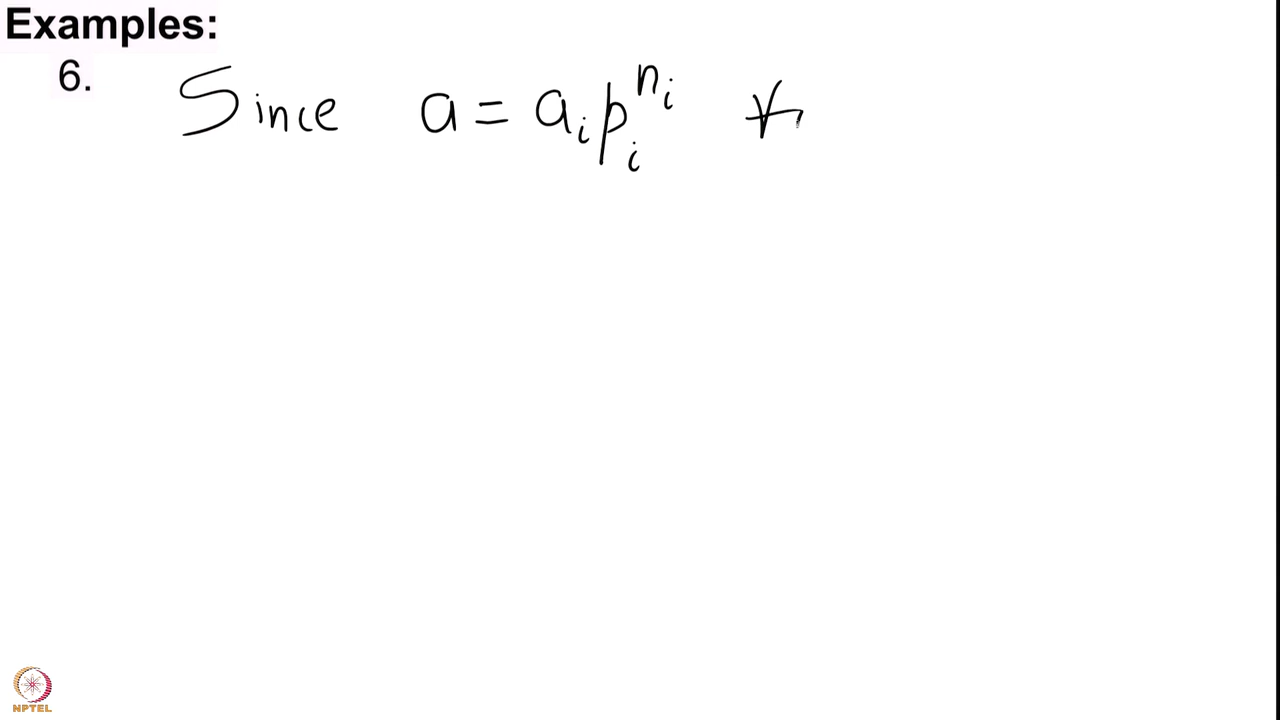 Examples:
6. Since a = a_i p_i^{n_i} ∀
NPTEL